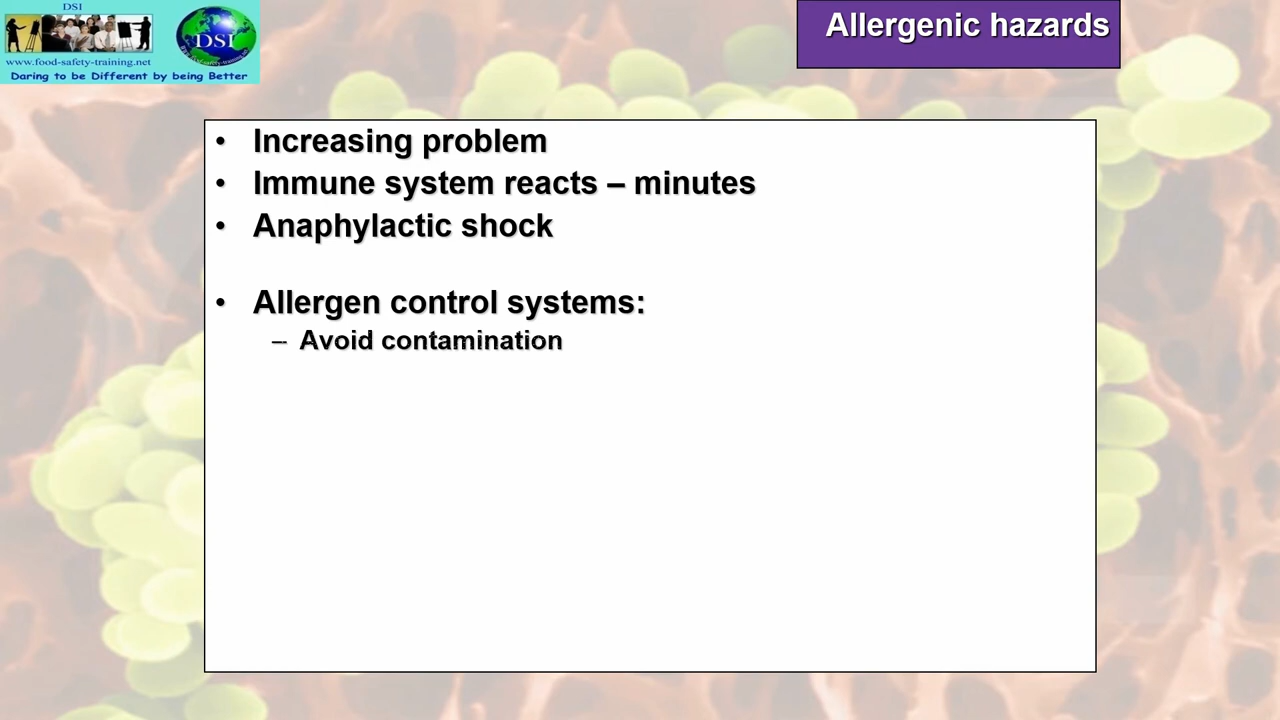 DSI
DSI
www.food-safety-training.net
Daring to be Different by being Better
Allergenic hazards
• Increasing problem
• Immune system reacts – minutes
• Anaphylactic shock
• Allergen control systems:
– Avoid contamination